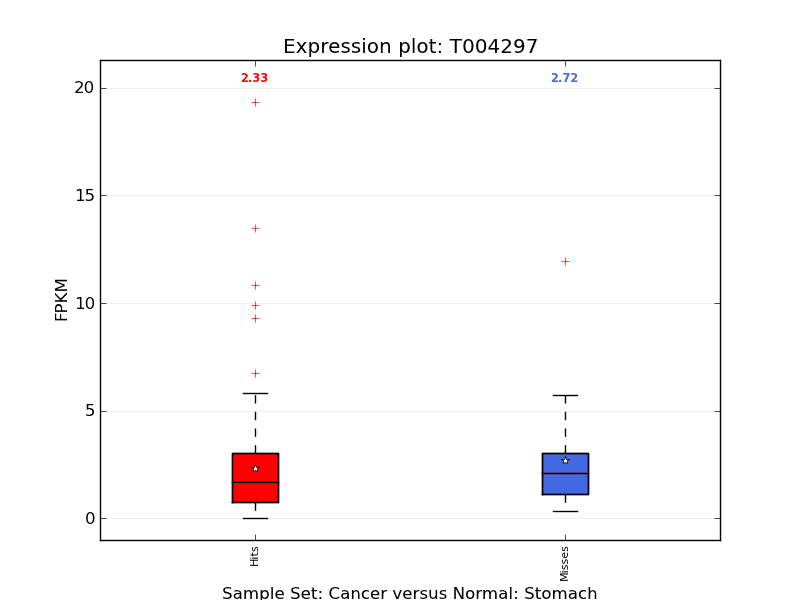 Expression plot: T004297
2.33 2.72
20
15
10
5
0
FPKM
Hits Misses
Sample Set: Cancer versus Normal: Stomach